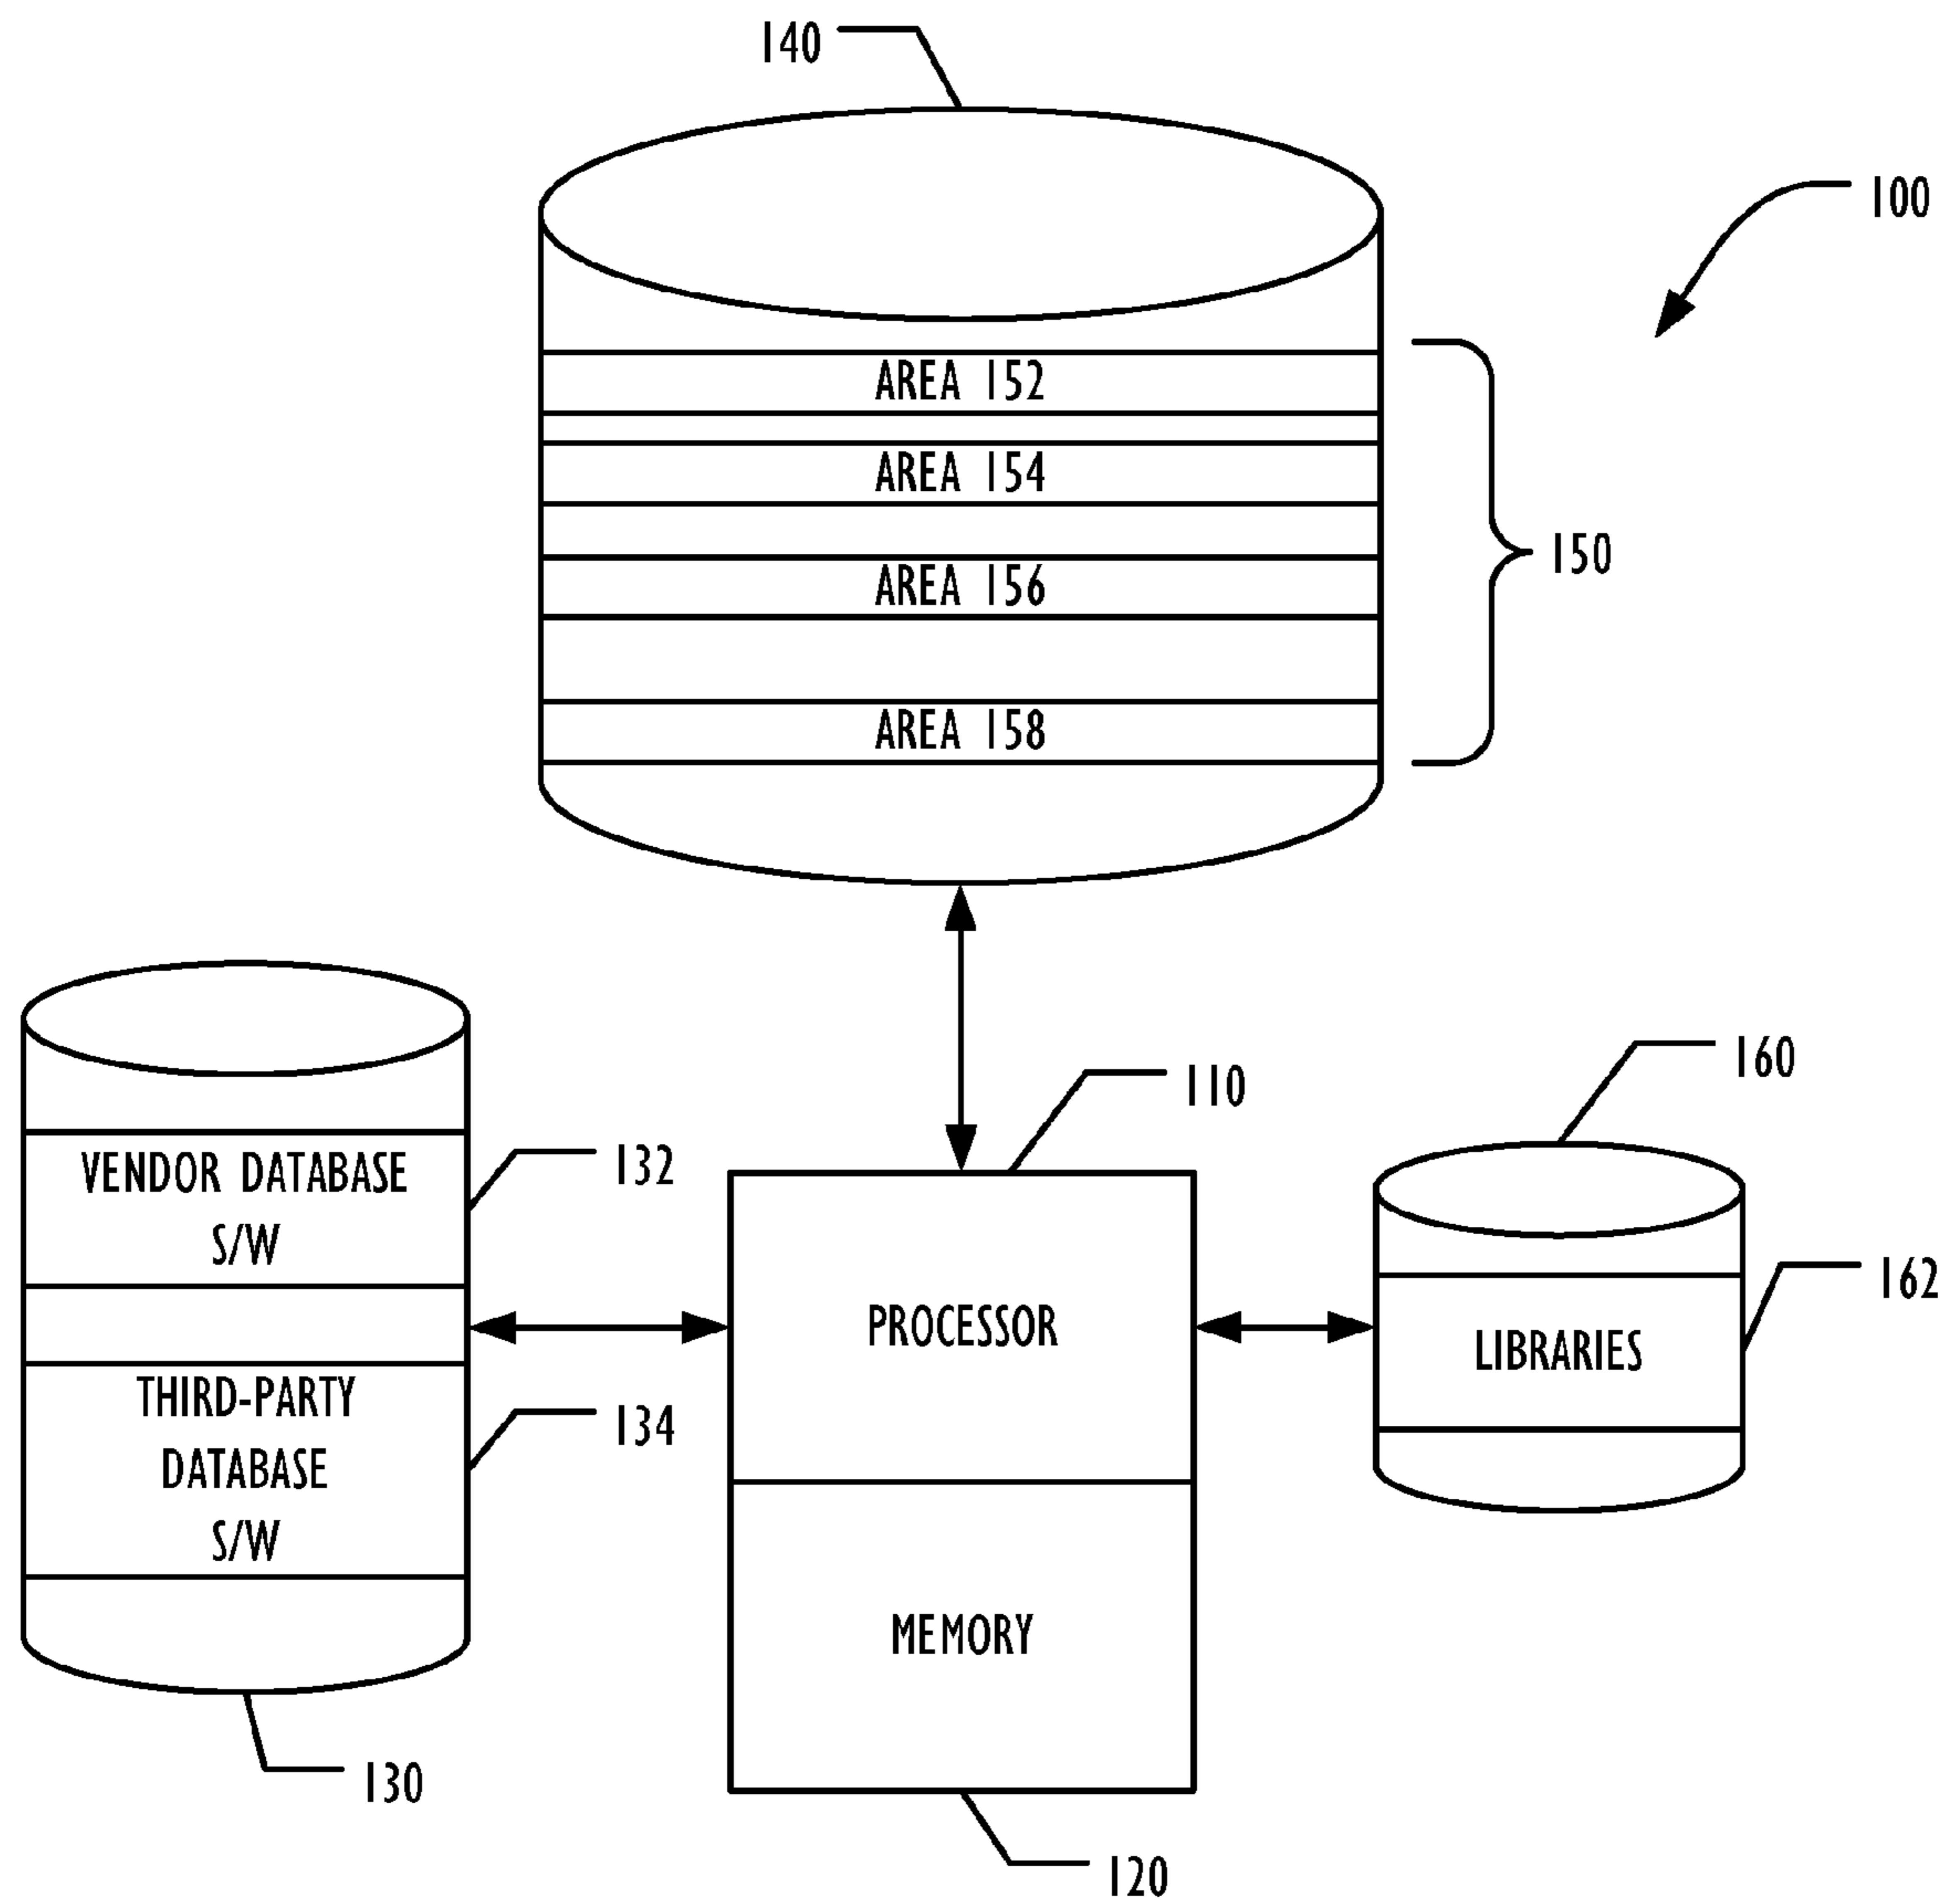 140
100
AREA 152
AREA 154
150
AREA 156
AREA 158
110
160
VENDOR DATABASE
S/W
132
162
PROCESSOR
LIBRARIES
THIRD-PARTY
DATABASE
S/W
134
MEMORY
130
120